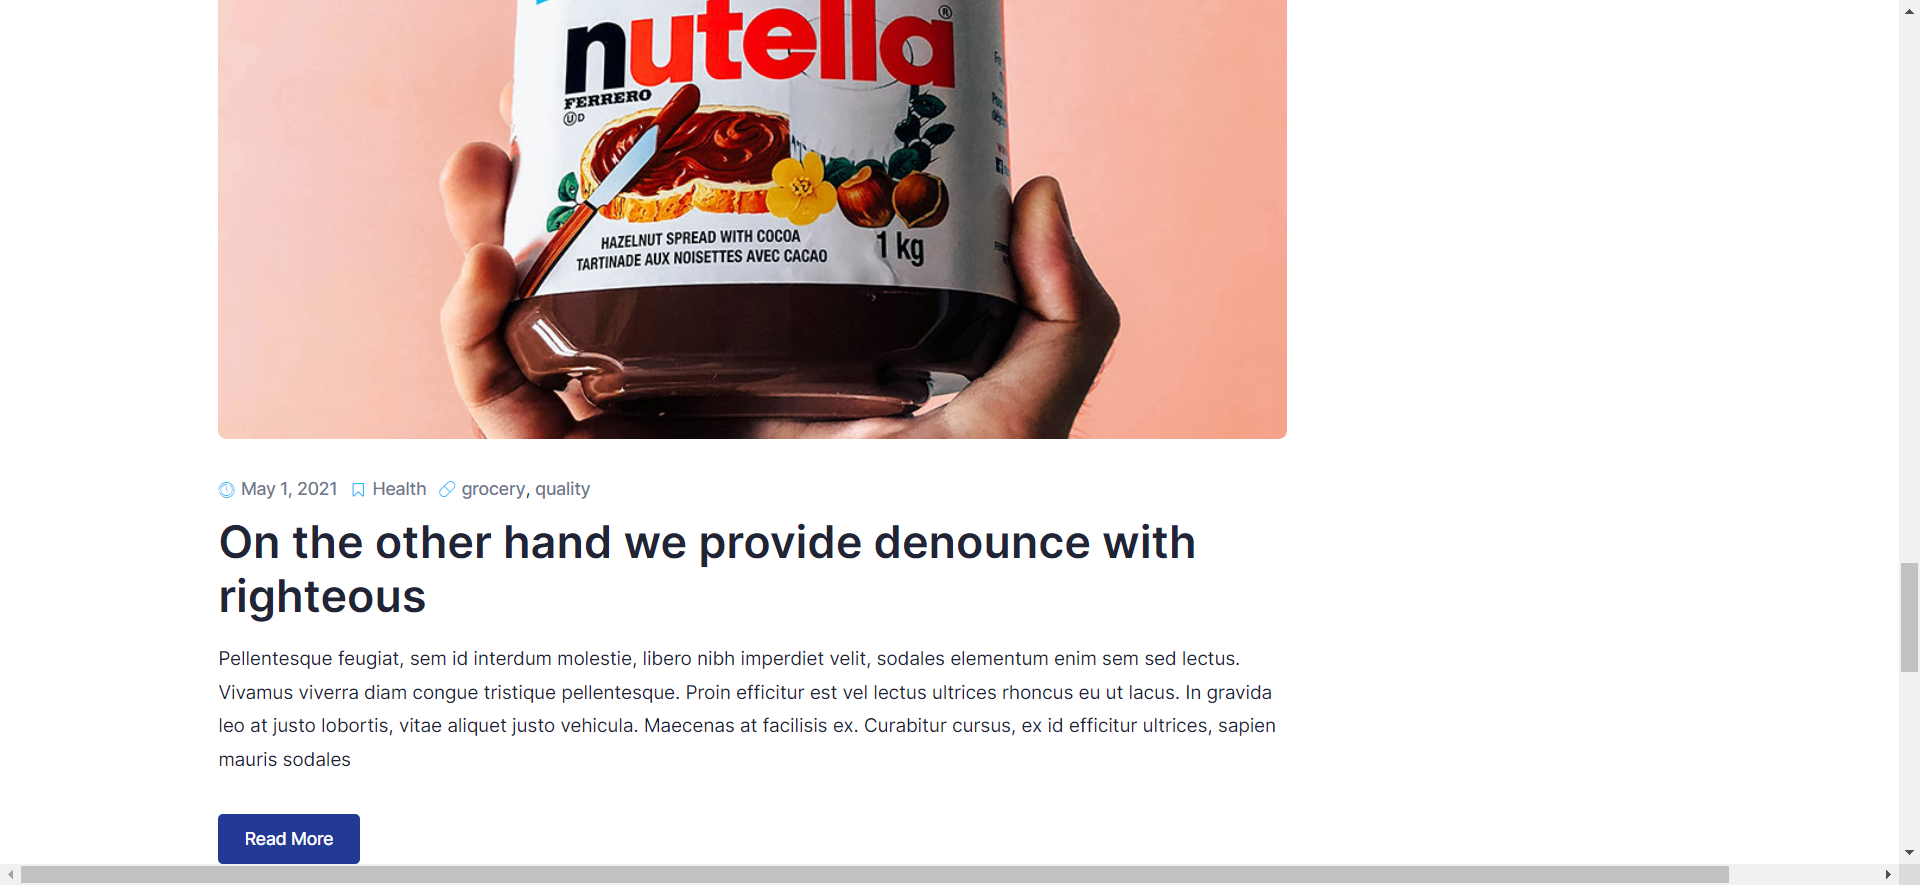 nutella®
FERRERO
U D
HAZELNUT SPREAD WITH COCOA
TARTINADE AUX NOISETTES AVEC CACAO
1 kg
May 1, 2021 Health grocery, quality
On the other hand we provide denounce with
righteous
Pellentesque feugiat, sem id interdum molestie, libero nibh imperdiet velit, sodales elementum enim sem sed lectus.
Vivamus viverra diam congue tristique pellentesque. Proin efficitur est vel lectus ultrices rhoncus eu ut lacus. In gravida
leo at justo lobortis, vitae aliquet justo vehicula. Maecenas at facilisis ex. Curabitur cursus, ex id efficitur ultrices, sapien
mauris sodales
Read More